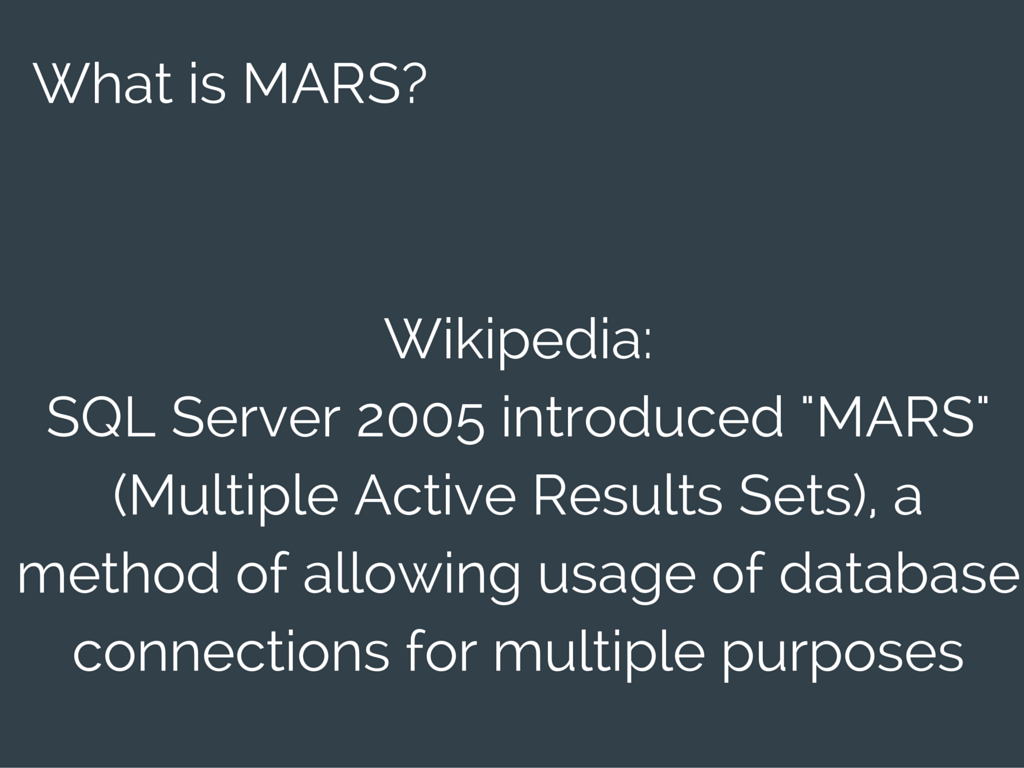 What is MARS?
Wikipedia:
SQL Server 2005 introduced "MARS"
(Multiple Active Results Sets), a
method of allowing usage of database
connections for multiple purposes